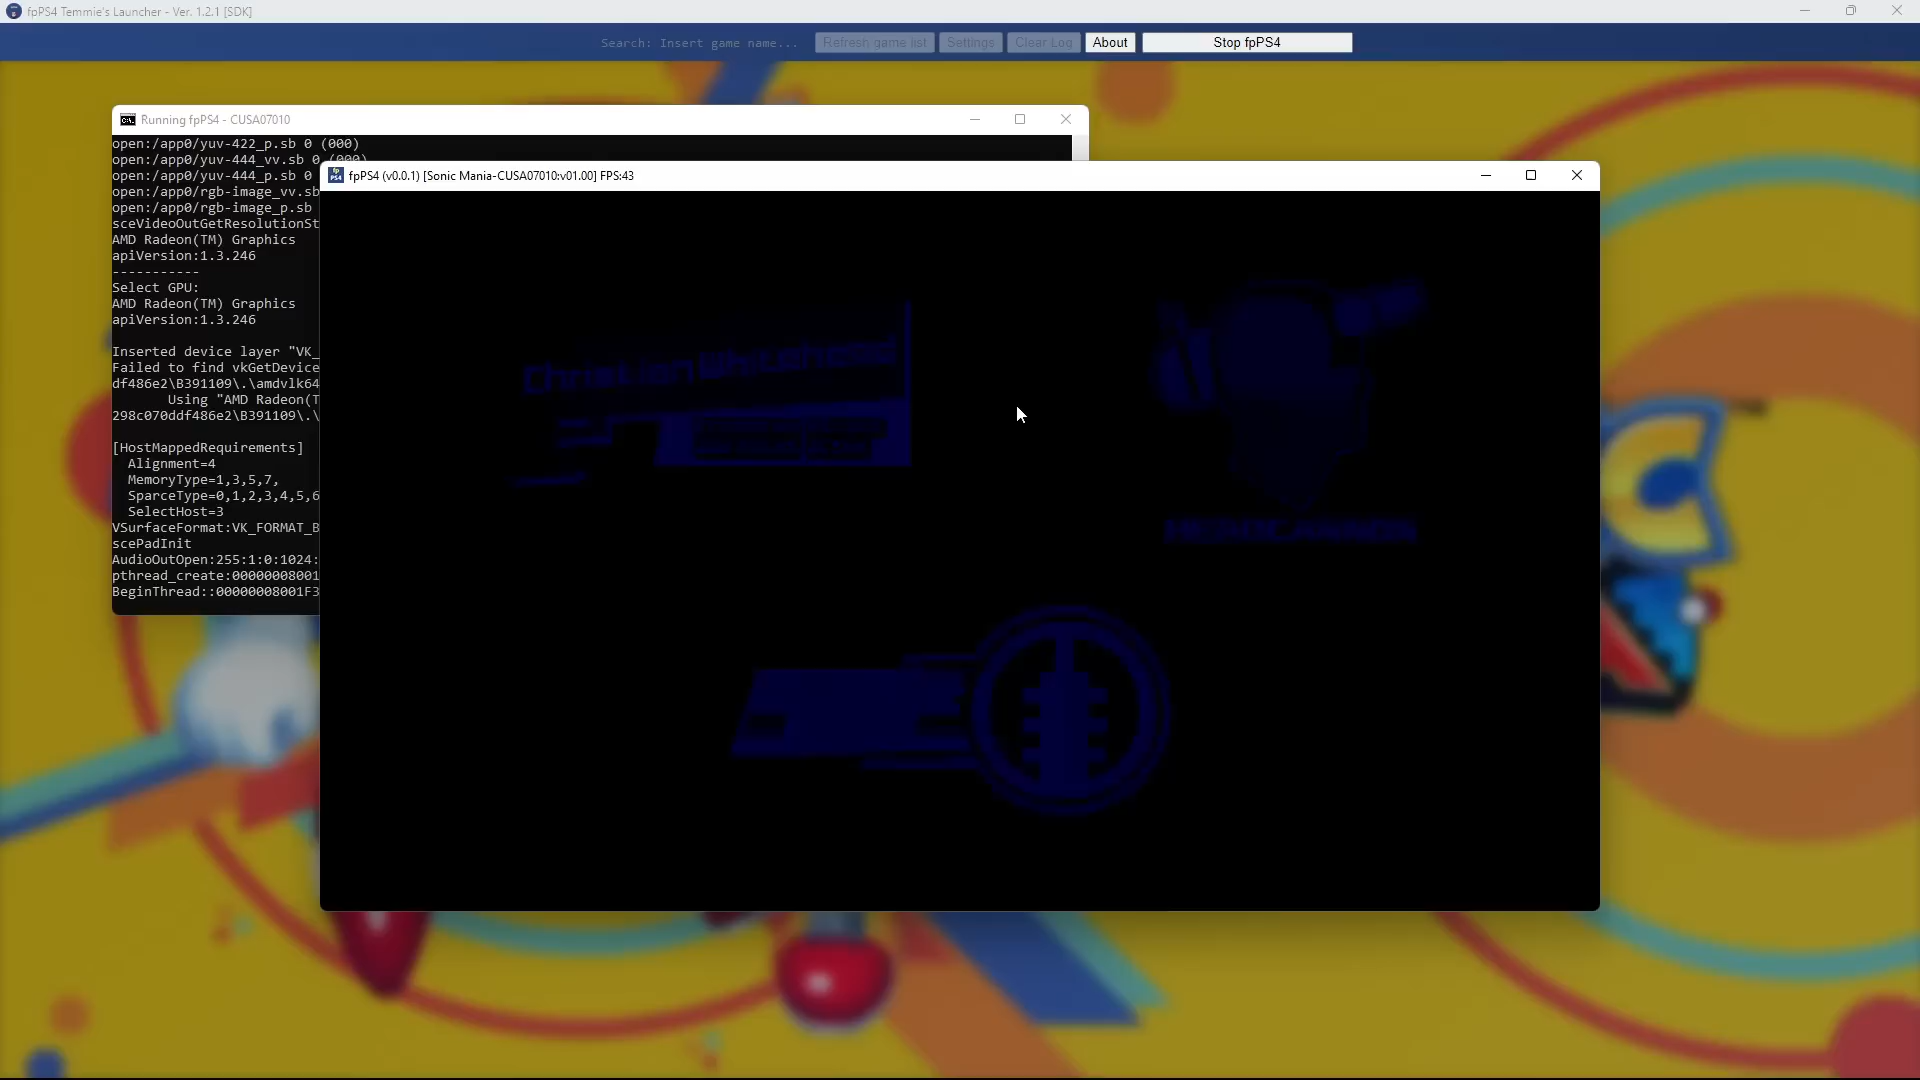 fpPS4 Temmie's Launcher - Ver. 1.2.1 [SDK]
Search: Insert game name...
Refresh game list
Settings
Clear Log
About
Stop fpPS4
Running fpPS4 - CUSA07010
open:/app0/yuv-422_p.sb 0 (000)
open:/app0/yuv-444_vv.sb 0 (000)
open:/app0/yuv-444_p.sb 0
open:/app0/rgb-image_vv.sb
open:/app0/rgb-image_p.sb
sceVideoOutGetResolutionSt
AMD Radeon(TM) Graphics
apiVersion:1.3.246
-----------
Select GPU:
AMD Radeon(TM) Graphics
apiVersion:1.3.246
Inserted device layer "VK_
Failed to find vkGetDevice
df486e2\B391109\.\amdvlk64
Using "AMD Radeon(T
298c070ddf486e2\B391109\.\
[HostMappedRequirements]
Alignment=4
MemoryType=1,3,5,7,
SparceType=0,1,2,3,4,5,6
SelectHost=3
VSurfaceFormat:VK_FORMAT_B
scePadInit
AudioOutOpen:255:1:0:1024:
pthread_create:00000008001
BeginThread::00000008001F3
fpPS4 (v0.0.1) [Sonic Mania-CUSA07010:v01.00] FPS:43
Christian Whitehead
HEADCANNON